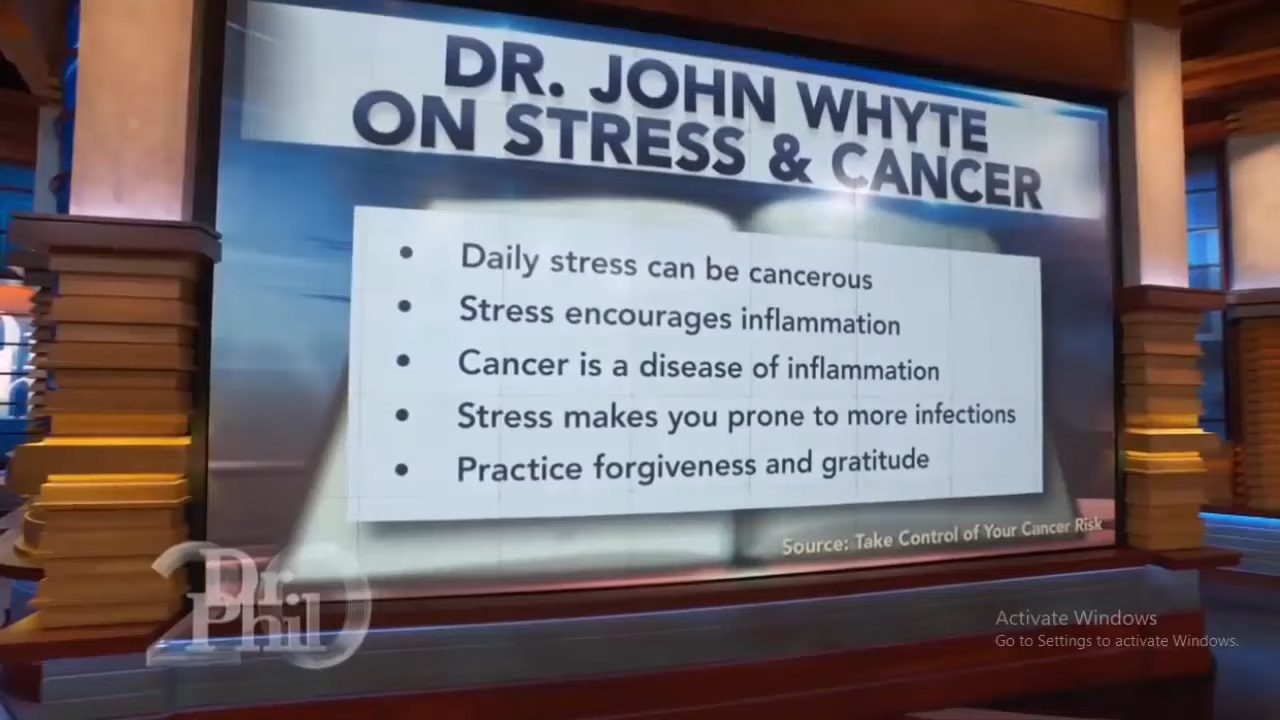 DR. JOHN WHYTE
ON STRESS & CANCER
• Daily stress can be cancerous
• Stress encourages inflammation
• Cancer is a disease of inflammation
• Stress makes you prone to more infections
• Practice forgiveness and gratitude
Source: Take Control of Your Cancer Risk
Dr.
Phil
20
Activate Windows
Go to Settings to activate Windows.